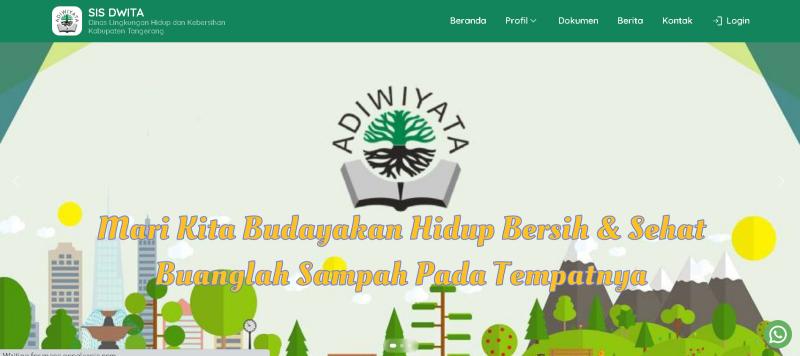 SIS DWITA
Dinas Lingkungan Hidup dan Kebersihan
Kabupaten Tangerang
Beranda
Profil
Dokumen
Berita
Kontak
Login
ADIWIYATA
Mari Kita Budayakan Hidup Bersih & Sehat
Buanglah Sampah Pada Tempatnya